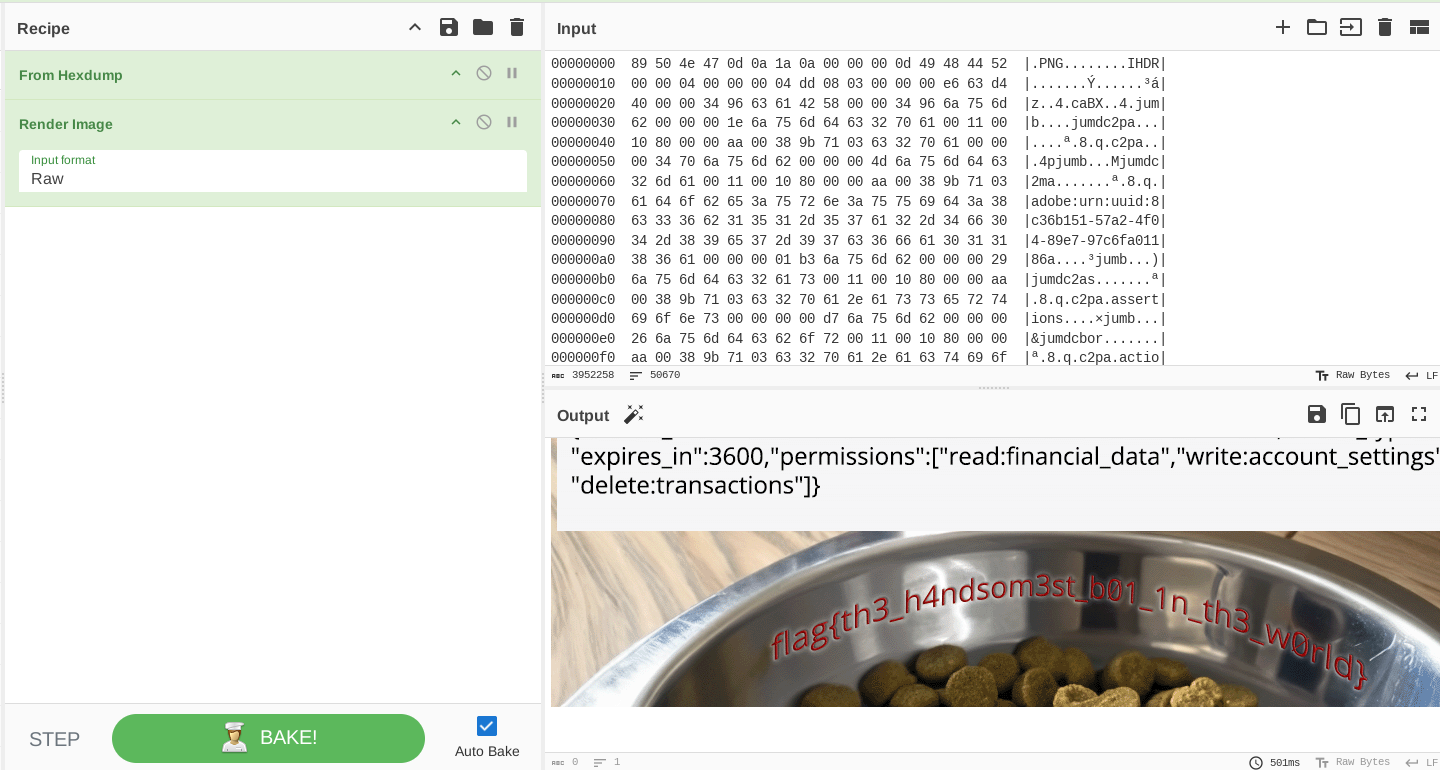 Recipe
From Hexdump
Render Image
Input format
Raw
STEP
BAKE!
Auto Bake
Input
00000000  89 50 4e 47 0d 0a 1a 0a 00 00 00 0d 49 48 44 52  |.PNG........IHDR|
00000010  00 00 04 00 00 00 04 dd 08 03 00 00 00 e6 63 d4  |.......Ý......³á|
00000020  40 00 00 34 96 63 61 42 58 00 00 34 96 6a 75 6d  |z..4.caBX..4.jum|
00000030  62 00 00 00 1e 6a 75 6d 64 63 32 70 61 00 11 00  |b....jumdc2pa...|
00000040  10 80 00 00 aa 00 38 9b 71 03 63 32 70 61 00 00  |....ª.8.q.c2pa..|
00000050  00 34 70 6a 75 6d 62 00 00 00 4d 6a 75 6d 64 63  |.4pjumb...Mjumdc|
00000060  32 6d 61 00 11 00 10 80 00 00 aa 00 38 9b 71 03  |2ma.......ª.8.q.|
00000070  61 64 6f 62 65 3a 75 72 6e 3a 75 75 69 64 3a 38  |adobe:urn:uuid:8|
00000080  63 33 36 62 31 35 31 2d 35 37 61 32 2d 34 66 30  |c36b151-57a2-4f0|
00000090  34 2d 38 39 65 37 2d 39 37 63 36 66 61 30 31 31  |4-89e7-97c6fa011|
000000a0  38 36 61 00 00 00 01 b3 6a 75 6d 62 00 00 00 29  |86a....³jumb...)|
000000b0  6a 75 6d 64 63 32 61 73 00 11 00 10 80 00 00 aa  |jumdc2as.......ª|
000000c0  00 38 9b 71 03 63 32 70 61 2e 61 73 73 65 72 74  |.8.q.c2pa.assert|
000000d0  69 6f 6e 73 00 00 00 00 d7 6a 75 6d 62 00 00 00  |ions....×jumb...|
000000e0  26 6a 75 6d 64 63 62 6f 72 00 11 00 10 80 00 00  |&jumdcbor.......|
000000f0  aa 00 38 9b 71 03 63 32 70 61 2e 61 63 74 69 6f  |ª.8.q.c2pa.actio|
ABC 3952258 50670 Raw Bytes LF
Output
"expires_in":3600,"permissions":["read:financial_data","write:account_settings"
"delete:transactions"]}
flag{th3_h4ndsom3st_b01_1n_th3_w0rld}
ABC 0 1 501ms Raw Bytes LF